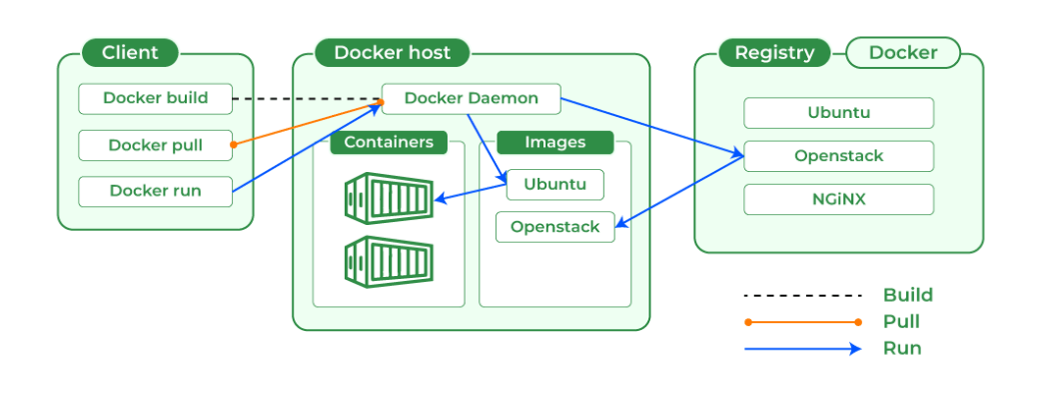 Client
Docker build
Docker pull
Docker run
Docker host
Docker Daemon
Containers
Images
Ubuntu
Openstack
Registry
Docker
Ubuntu
Openstack
NGiNX
Build
Pull
Run